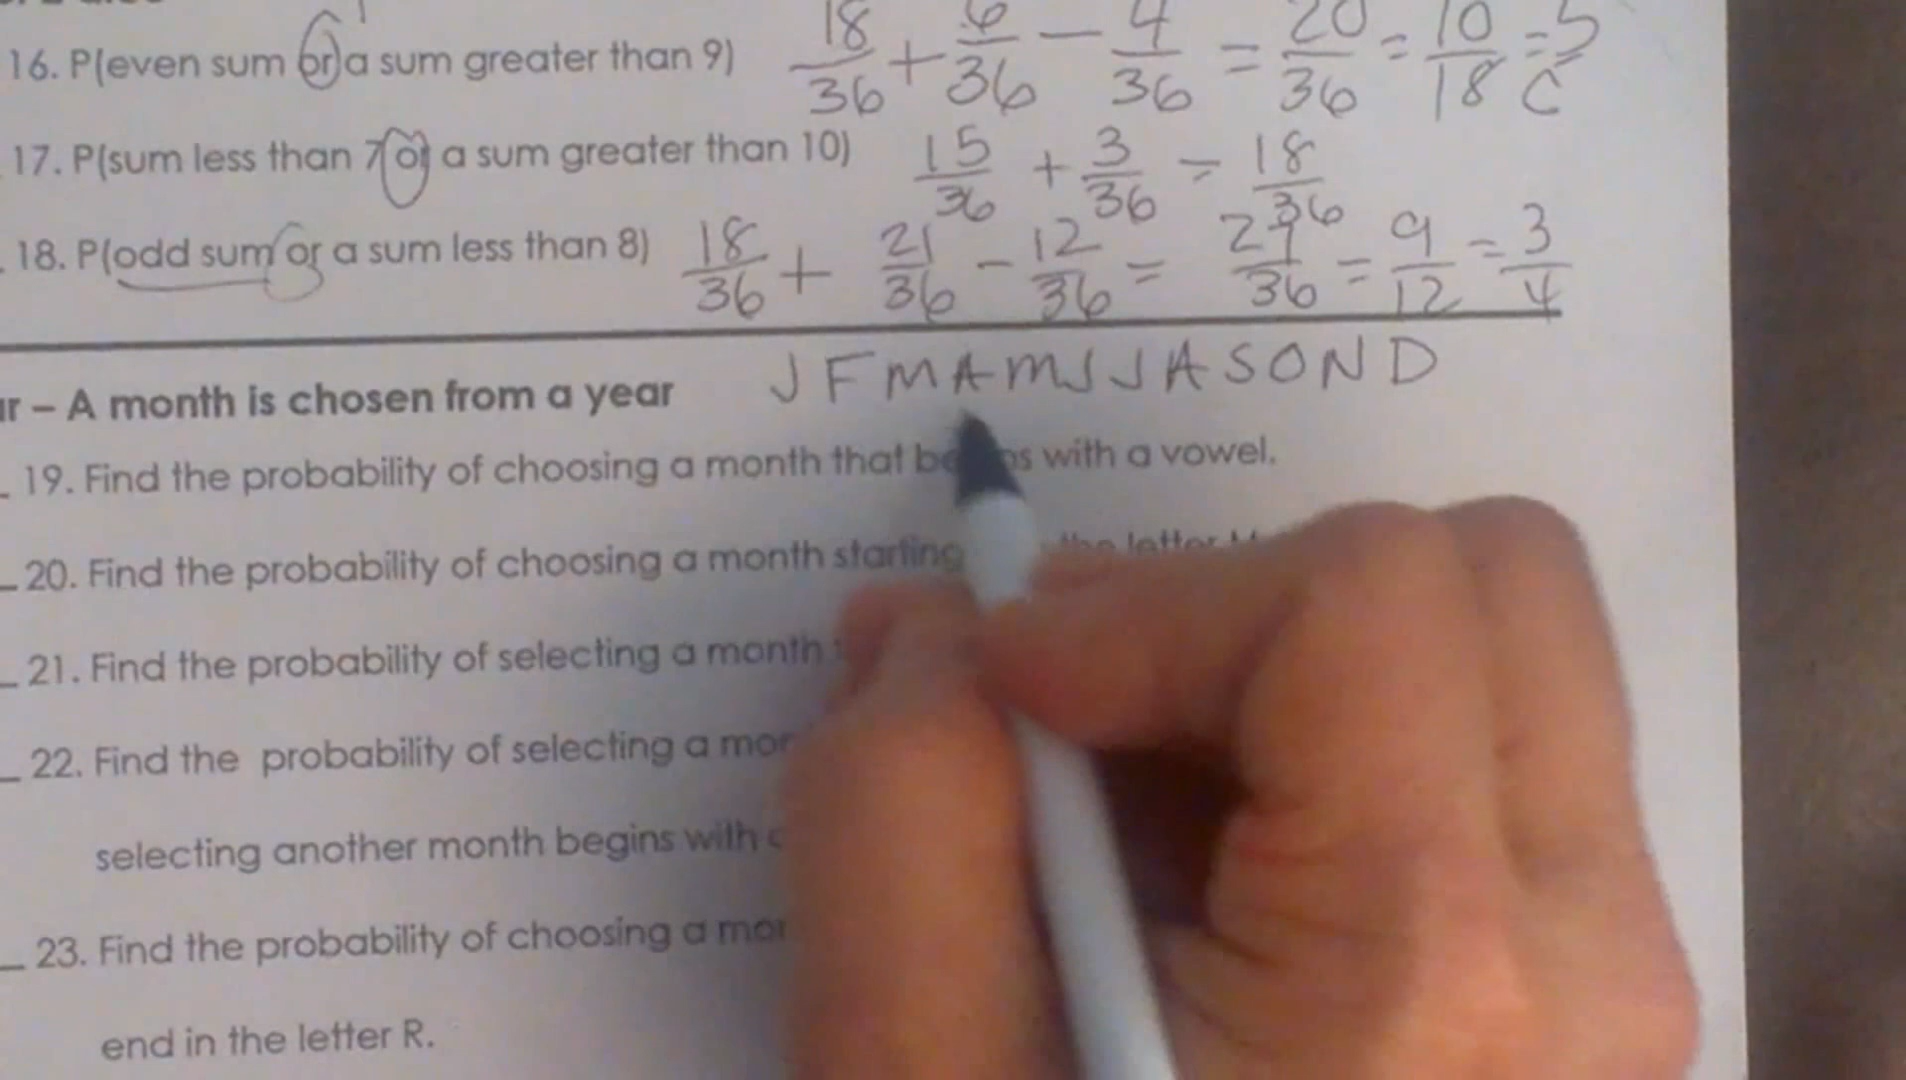 16. P(even sum or a sum greater than 9) 18/36 + 6/36 - 4/36 = 20/36 = 10/18 = 5
17. P(sum less than 7 or a sum greater than 10) 15/36 + 3/36 = 18/36
18. P(odd sum or a sum less than 8) 18/36 + 21/36 - 12/36 = 27/36 = 9/12 = 3/4
– A month is chosen from a year J F M A M J J A S O N D
19. Find the probability of choosing a month that with a vowel.
20. Find the probability of choosing a month starting the letter
21. Find the probability of selecting a month
22. Find the probability of selecting a
selecting another month begins with
23. Find the probability of choosing a
end in the letter R.